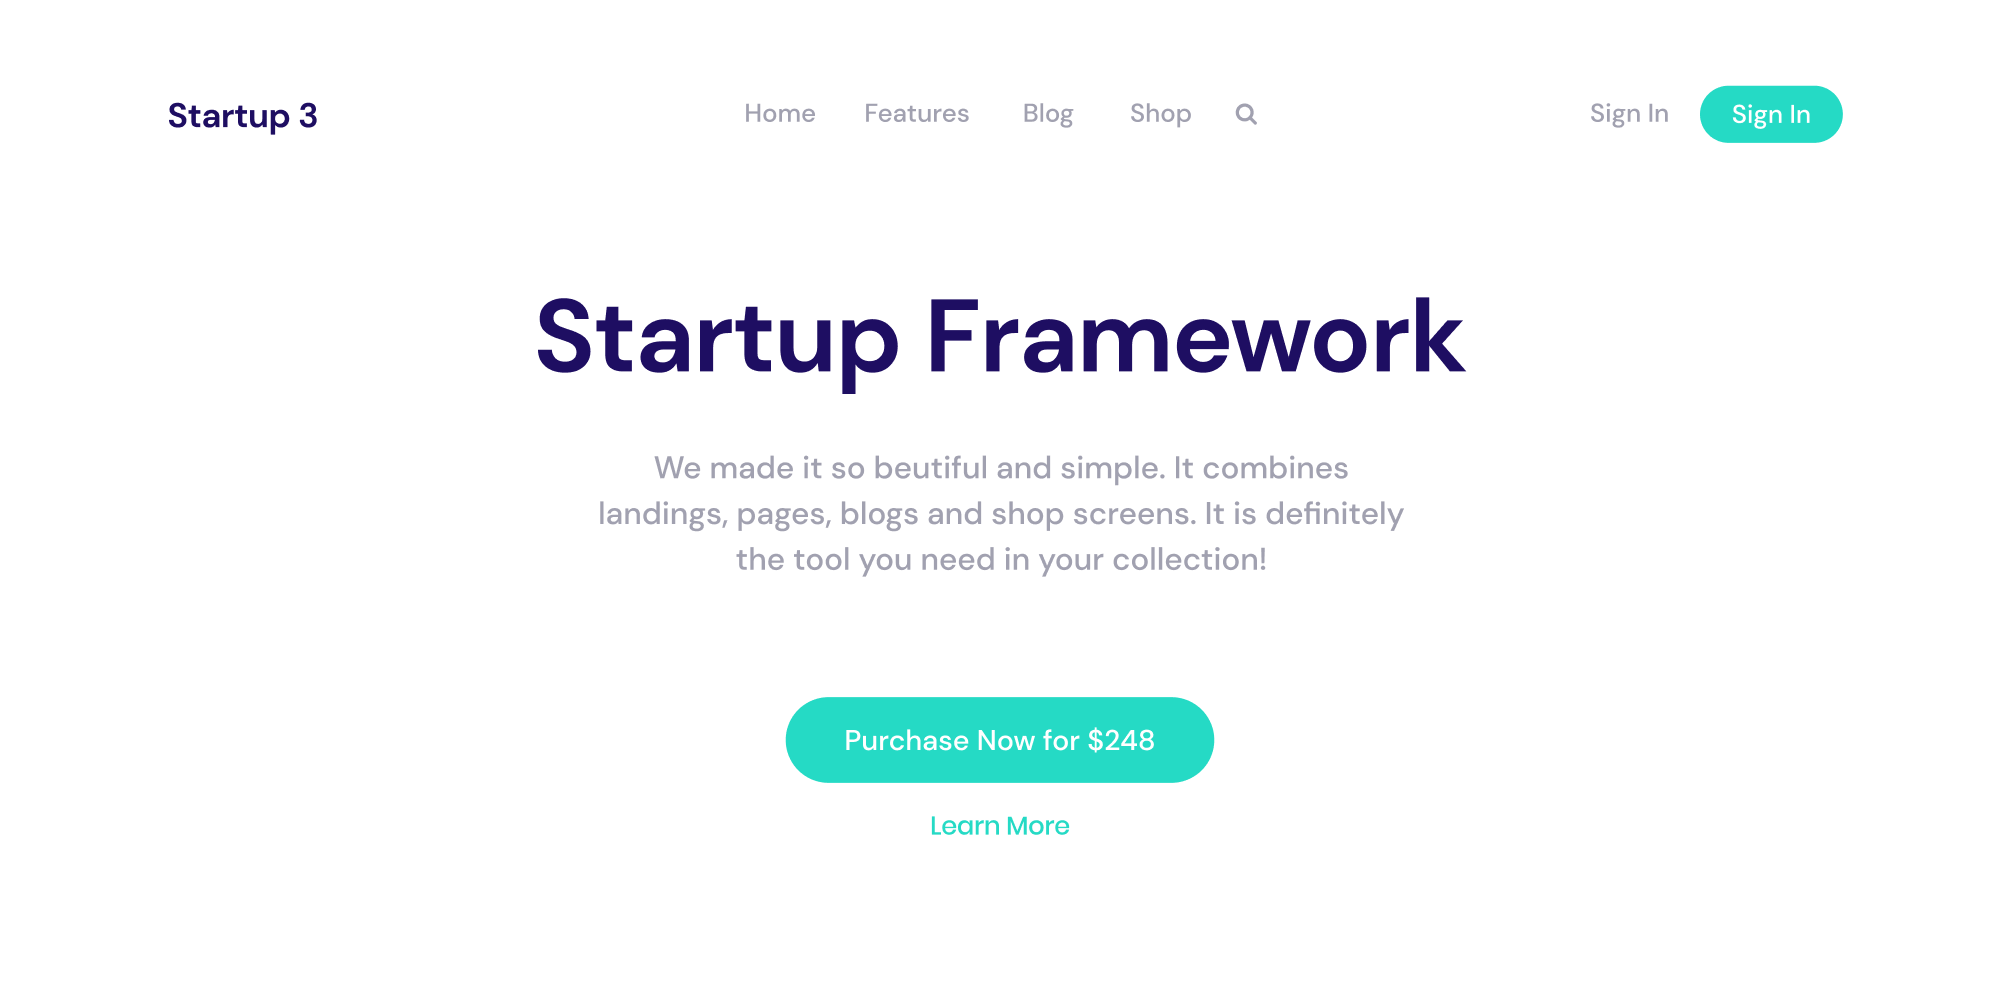 Startup 3
Home Features Blog Shop
Sign In Sign In
Startup Framework
We made it so beutiful and simple. It combines
landings, pages, blogs and shop screens. It is definitely
the tool you need in your collection!
Purchase Now for $248
Learn More